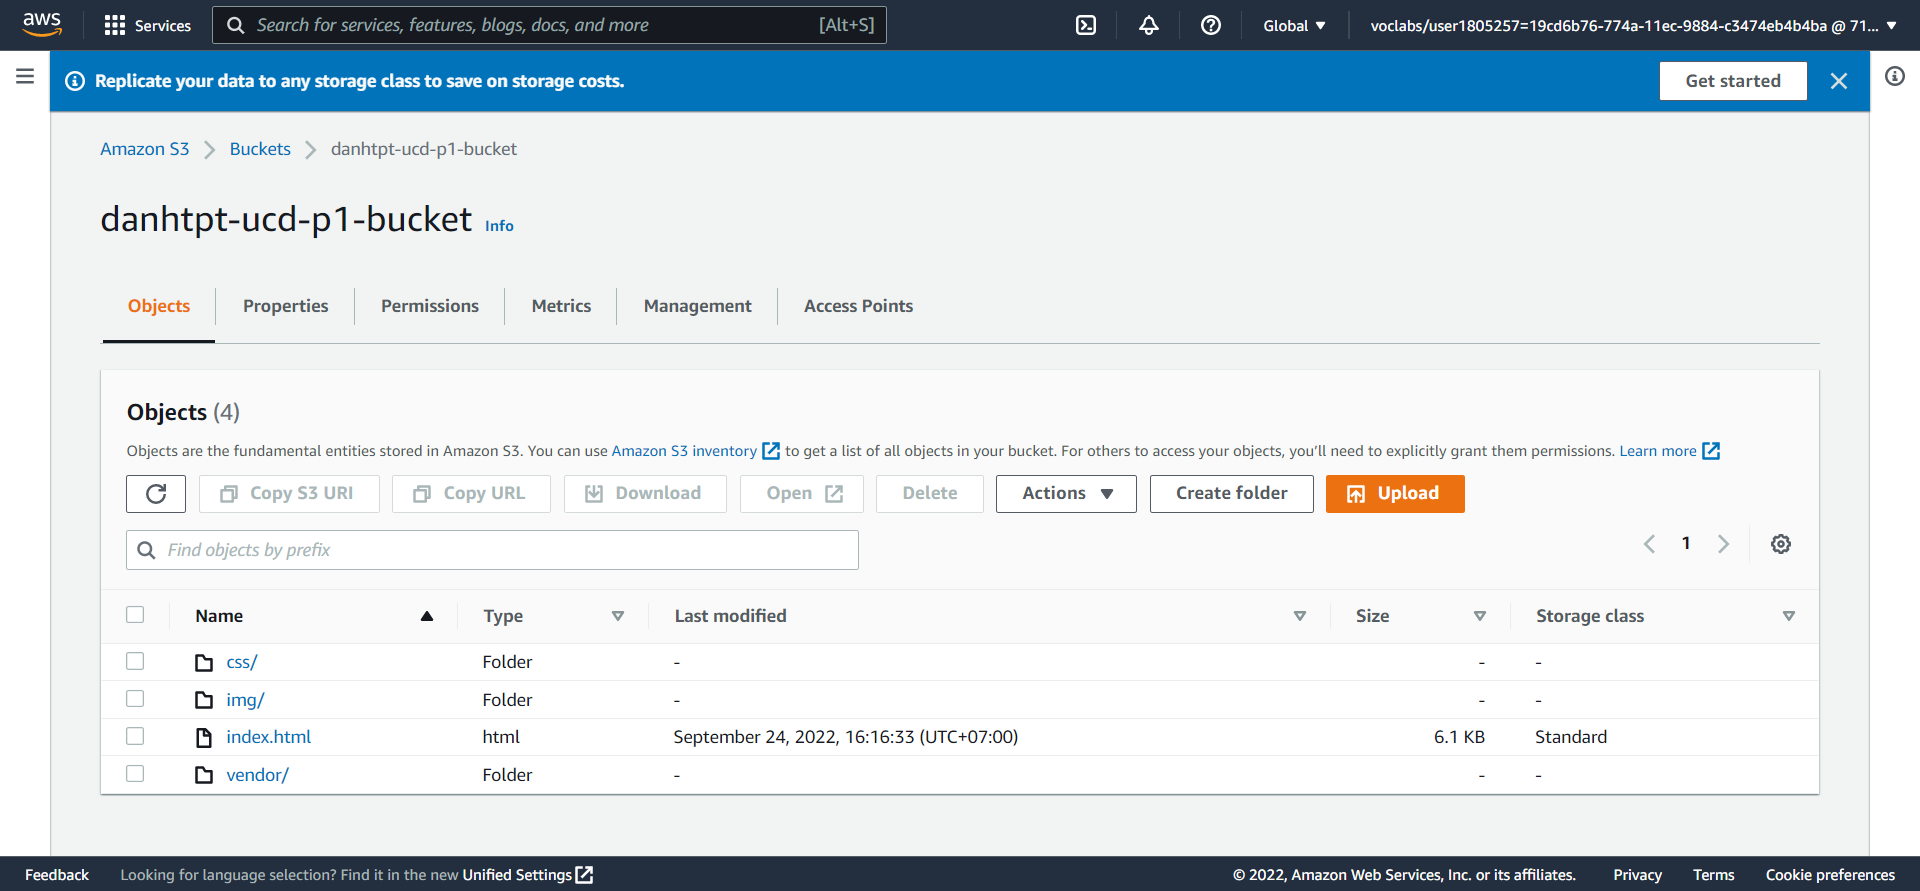 aws Services Search for services, features, blogs, docs, and more [Alt+S] Global voclabs/user1805257=19cd6b76-774a-11ec-9884-c3474eb4b4ba @ 71...
Replicate your data to any storage class to save on storage costs. Get started
Amazon S3 Buckets danhtpt-ucd-p1-bucket
danhtpt-ucd-p1-bucket Info
Objects Properties Permissions Metrics Management Access Points
Objects (4)
Objects are the fundamental entities stored in Amazon S3. You can use Amazon S3 inventory to get a list of all objects in your bucket. For others to access your objects, you'll need to explicitly grant them permissions. Learn more
Copy S3 URI Copy URL Download Open Delete Actions Create folder Upload
Find objects by prefix 1
Name Type Last modified Size Storage class
css/ Folder - - -
img/ Folder - - -
index.html html September 24, 2022, 16:16:33 (UTC+07:00) 6.1 KB Standard
vendor/ Folder - - -
Feedback Looking for language selection? Find it in the new Unified Settings © 2022, Amazon Web Services, Inc. or its affiliates. Privacy Terms Cookie preferences